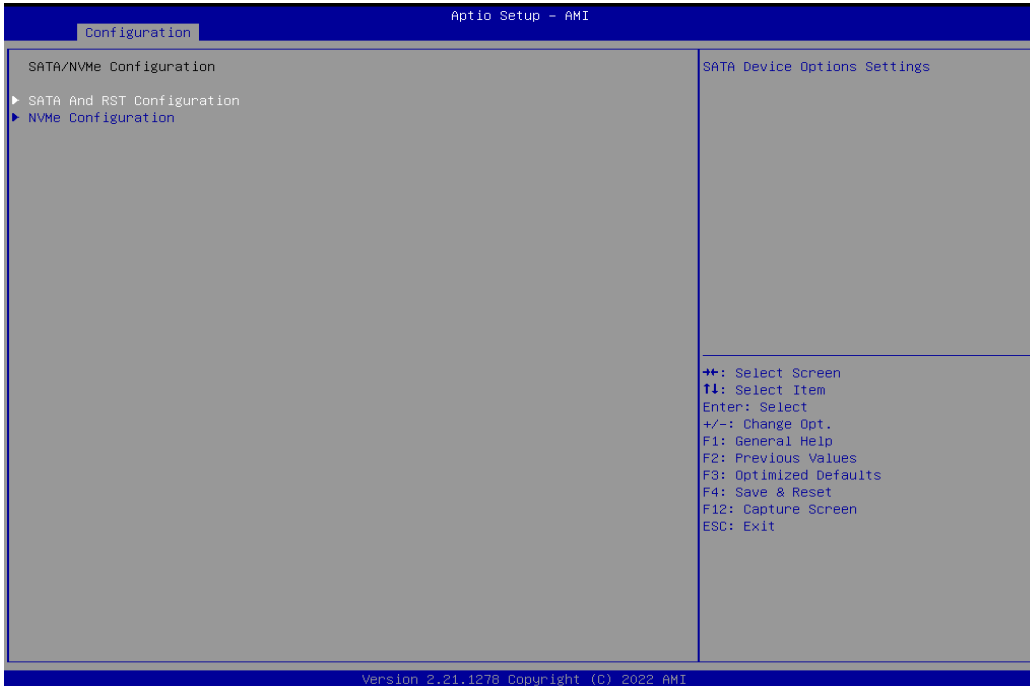 Aptio Setup - AMI
Configuration
SATA/NVMe Configuration
SATA And RST Configuration
NVMe Configuration
SATA Device Options Settings
→←: Select Screen
↑↓: Select Item
Enter: Select
+/-: Change Opt.
F1: General Help
F2: Previous Values
F3: Optimized Defaults
F4: Save & Reset
F12: Capture Screen
ESC: Exit
Version 2.21.1278 Copyright (C) 2022 AMI